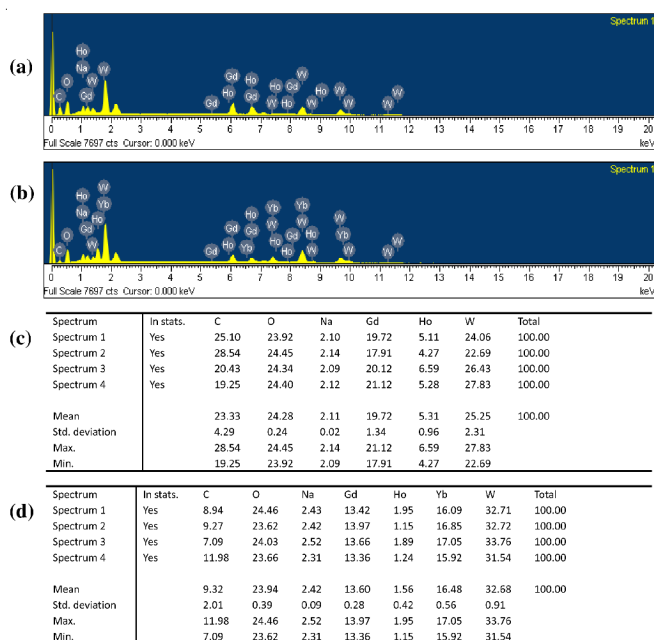 (a)
Spectrum 1
Ho
Na W W
C O Gd
Gd Gd Ho Ho Gd Ho Gd W W Ho Ho W W W W W
0 1 2 3 4 5 6 7 8 9 10 11 12 13 14 15 16 17 18 19 20
Full Scale 7697 cts Cursor: 0.000 keV keV
(b)
Spectrum 1
Ho W
Na Yb
Gd Ho
C O W
Gd Gd Ho Ho Gd Yb Yb W Ho Ho Gd Yb W W Ho W Yb W W W
0 1 2 3 4 5 6 7 8 9 10 11 12 13 14 15 16 17 18 19 20
Full Scale 7697 cts Cursor: 0.000 keV keV
(c)
Spectrum In stats. C O Na Gd Ho W Total
Spectrum 1 Yes 25.10 23.92 2.10 19.72 5.11 24.06 100.00
Spectrum 2 Yes 28.54 24.45 2.14 17.91 4.27 22.69 100.00
Spectrum 3 Yes 20.43 24.34 2.09 20.12 6.59 26.43 100.00
Spectrum 4 Yes 19.25 24.40 2.12 21.12 5.28 27.83 100.00
Mean 23.33 24.28 2.11 19.72 5.31 25.25 100.00
Std. deviation 4.29 0.24 0.02 1.34 0.96 2.31
Max. 28.54 24.45 2.14 21.12 6.59 27.83
Min. 19.25 23.92 2.09 17.91 4.27 22.69
(d)
Spectrum In stats. C O Na Gd Ho Yb W Total
Spectrum 1 Yes 8.94 24.46 2.43 13.42 1.95 16.09 32.71 100.00
Spectrum 2 Yes 9.27 23.62 2.42 13.97 1.15 16.85 32.72 100.00
Spectrum 3 Yes 7.09 24.03 2.52 13.66 1.89 17.05 33.76 100.00
Spectrum 4 Yes 11.98 23.66 2.31 13.36 1.24 15.92 31.54 100.00
Mean 9.32 23.94 2.42 13.60 1.56 16.48 32.68 100.00
Std. deviation 2.01 0.39 0.09 0.28 0.42 0.56 0.91
Max. 11.98 24.46 2.52 13.97 1.95 17.05 33.76
Min. 7.09 23.62 2.31 13.36 1.15 15.92 31.54